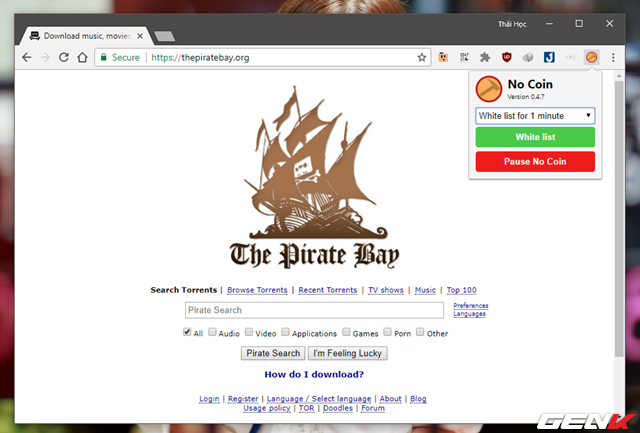 Thái Học
Download music, movies
Secure https://thepiratebay.org
No Coin
Version 0.4.7
White list for 1 minute
White list
Pause No Coin
The Pirate Bay
Search Torrents | Browse Torrents | Recent Torrents | TV shows | Music | Top 100
Pirate Search
Preferences
Languages
All Audio Video Applications Games Porn Other
Pirate Search I'm Feeling Lucky
How do I download?
Login | Register | Language / Select language | About | Blog
Usage policy | TOR | Doodles | Forum
GENK